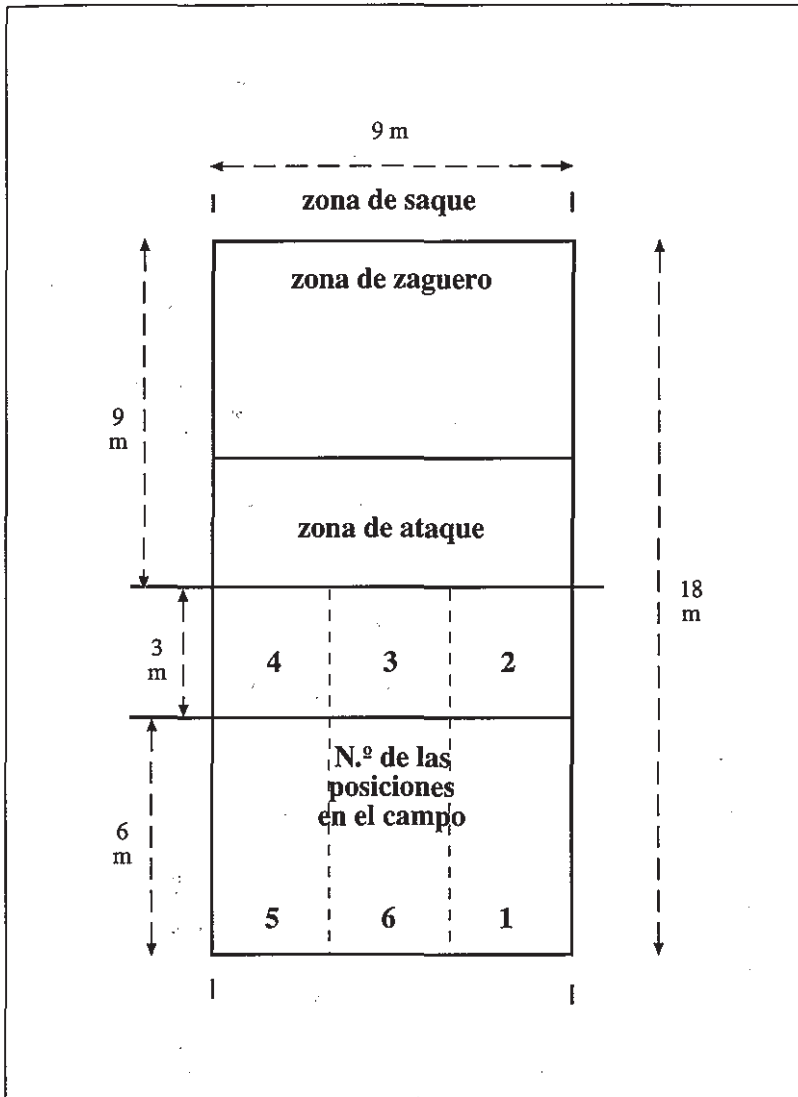 9 m
zona de saque
zona de zaguero
9
m
zona de ataque
18
m
3
m
4 3 2
N.º de las
posiciones
en el campo
6
m
5 6 1